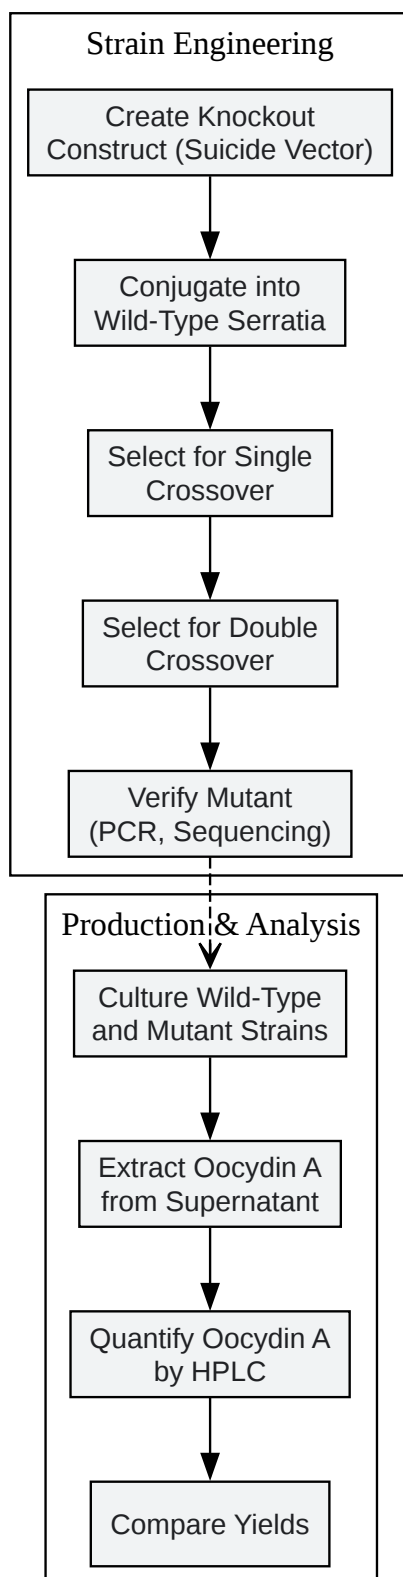 Strain Engineering
Create Knockout
Construct (Suicide Vector)
Conjugate into
Wild-Type Serratia
Select for Single
Crossover
Select for Double
Crossover
Verify Mutant
(PCR, Sequencing)
Production & Analysis
Culture Wild-Type
and Mutant Strains
Extract Oocydin A
from Supernatant
Quantify Oocydin A
by HPLC
Compare Yields